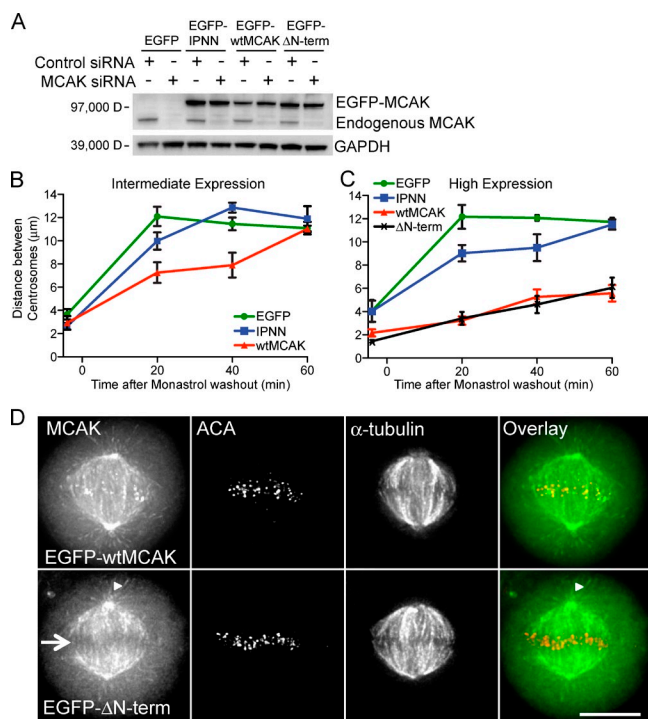 A
EGFP EGFP-IPNN EGFP-wtMCAK EGFP-ΔN-term
Control siRNA + - + - + - + -
MCAK siRNA - + - + - + - +
97,000 D - EGFP-MCAK
Endogenous MCAK
39,000 D - GAPDH
B Intermediate Expression
Distance between Centrosomes (μm)
14
12
10
8
6
4
2
0
EGFP
IPNN
wtMCAK
0 20 40 60
Time after Monastrol washout (min)
C High Expression
EGFP
IPNN
wtMCAK
ΔN-term
14
12
10
8
6
4
2
0
0 20 40 60
Time after Monastrol washout (min)
D
MCAK ACA α-tubulin Overlay
EGFP-wtMCAK
EGFP-ΔN-term